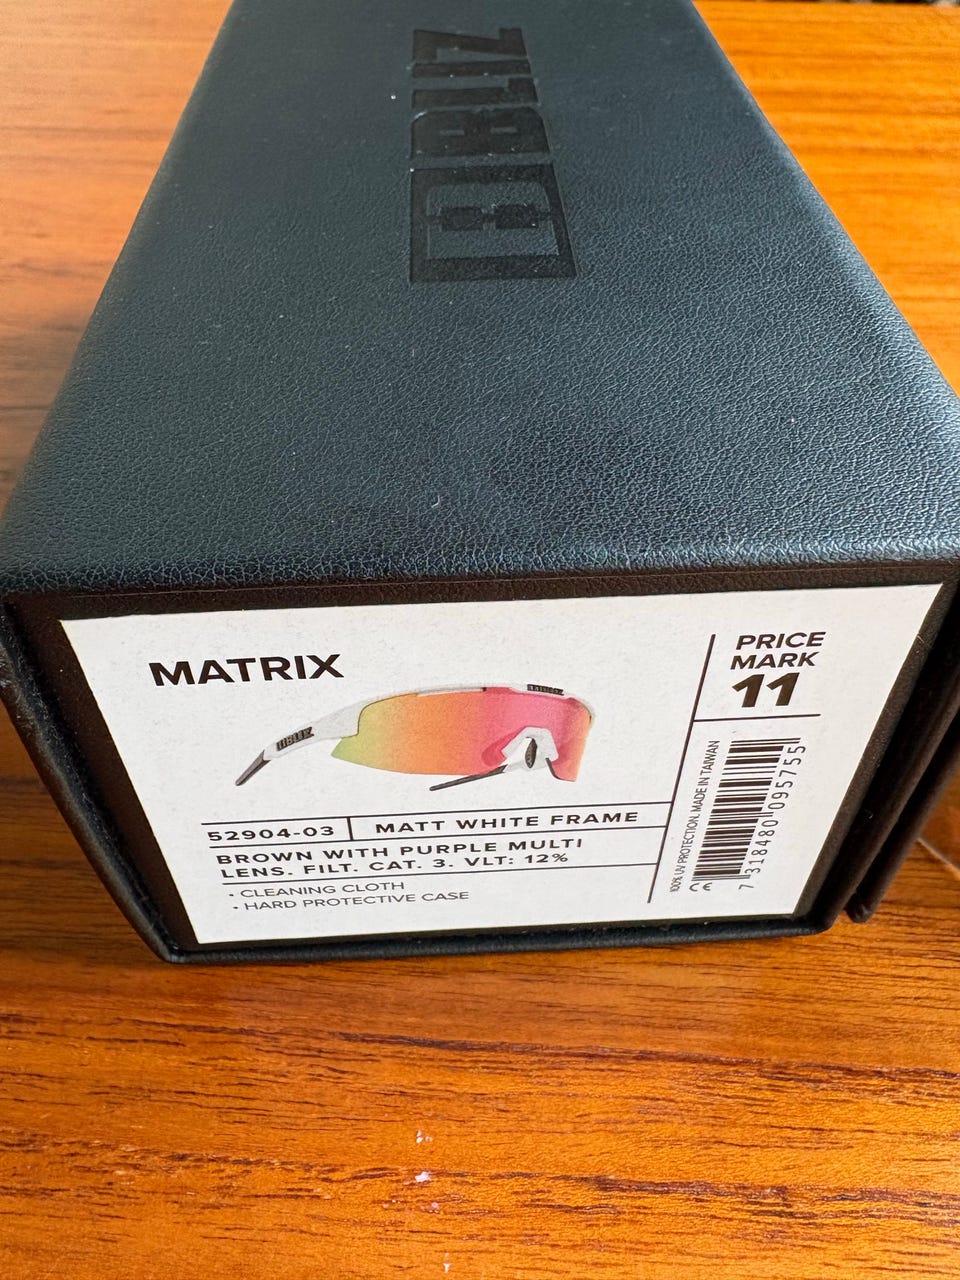 BLIZ
MATRIX
BLIZ
PRICE
MARK
11
52904-03
MATT WHITE FRAME
BROWN WITH PURPLE MULTI
LENS. FILT. CAT. 3. VLT: 12%
• CLEANING CLOTH
• HARD PROTECTIVE CASE
100% UV PROTECTION. MADE IN TAIWAN
CE
7 318480 095755